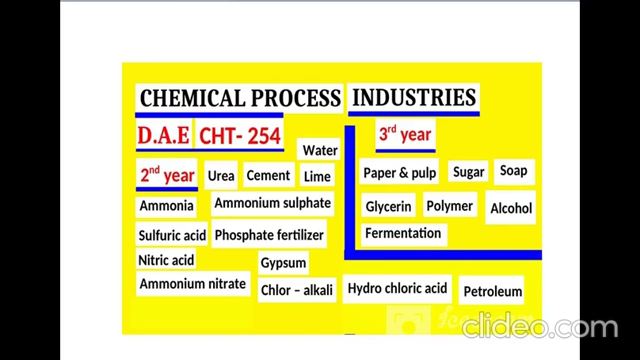 CHEMICAL PROCESS INDUSTRIES
D.A.E CHT- 254
3rd year
Water
2nd year
Urea
Cement
Lime
Paper & pulp
Sugar
Soap
Ammonia
Ammonium sulphate
Glycerin
Polymer
Alcohol
Sulfuric acid
Phosphate fertilizer
Fermentation
Nitric acid
Gypsum
Ammonium nitrate
Chlor – alkali
Hydro chloric acid
Petroleum
clideo.com